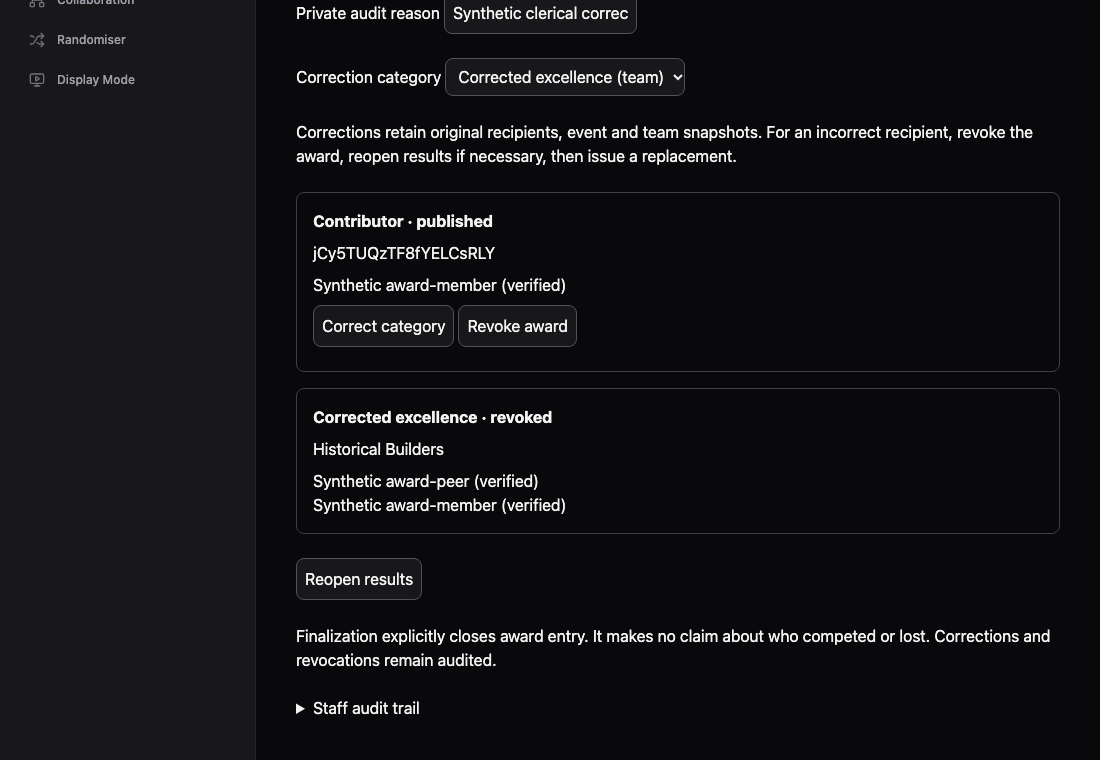 Collaboration
Randomiser
Display Mode
Private audit reason Synthetic clerical correc
Correction category Corrected excellence (team)
Corrections retain original recipients, event and team snapshots. For an incorrect recipient, revoke the
award, reopen results if necessary, then issue a replacement.
Contributor · published
jCy5TUQzTF8fYELCsRLY
Synthetic award-member (verified)
Correct category Revoke award
Corrected excellence · revoked
Historical Builders
Synthetic award-peer (verified)
Synthetic award-member (verified)
Reopen results
Finalization explicitly closes award entry. It makes no claim about who competed or lost. Corrections and
revocations remain audited.
Staff audit trail